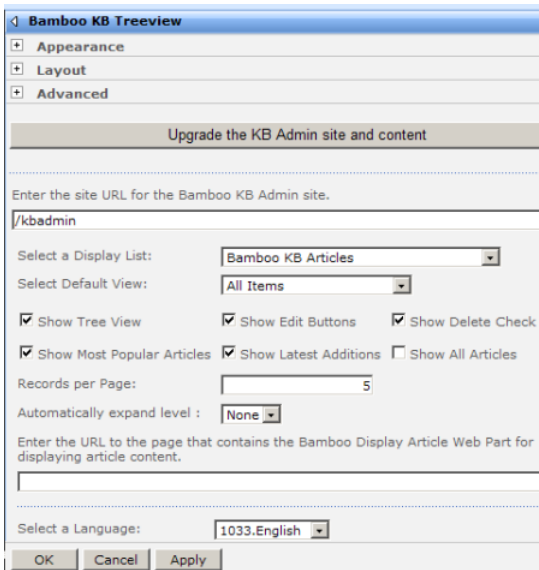 Bamboo KB Treeview
Appearance
Layout
Advanced
Upgrade the KB Admin site and content
Enter the site URL for the Bamboo KB Admin site.
/kbadmin
Select a Display List: Bamboo KB Articles
Select Default View: All Items
Show Tree View Show Edit Buttons Show Delete Check
Show Most Popular Articles Show Latest Additions Show All Articles
Records per Page: 5
Automatically expand level : None
Enter the URL to the page that contains the Bamboo Display Article Web Part for
displaying article content.
Select a Language: 1033.English
OK Cancel Apply